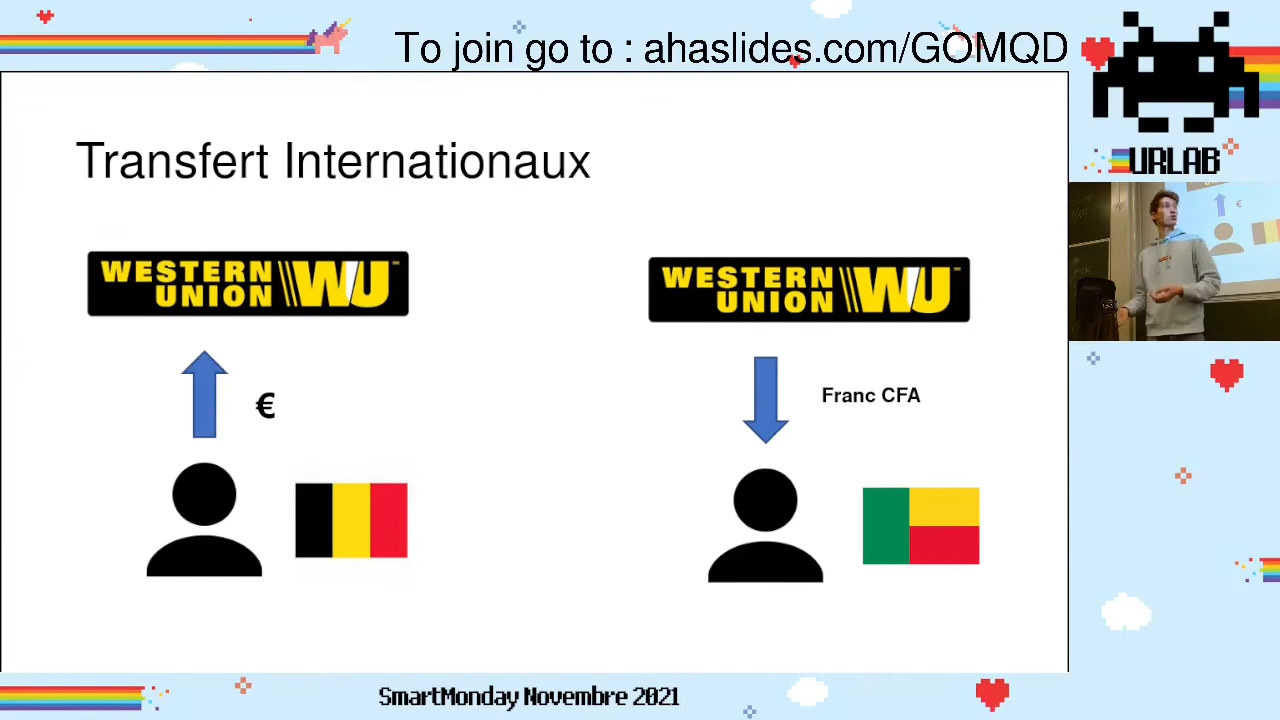 To join go to : ahaslides.com/GOMQD
URLAB
Transfert Internationaux
WESTERN UNION WU
WESTERN UNION WU
€
Franc CFA
€
SmartMonday Novembre 2021